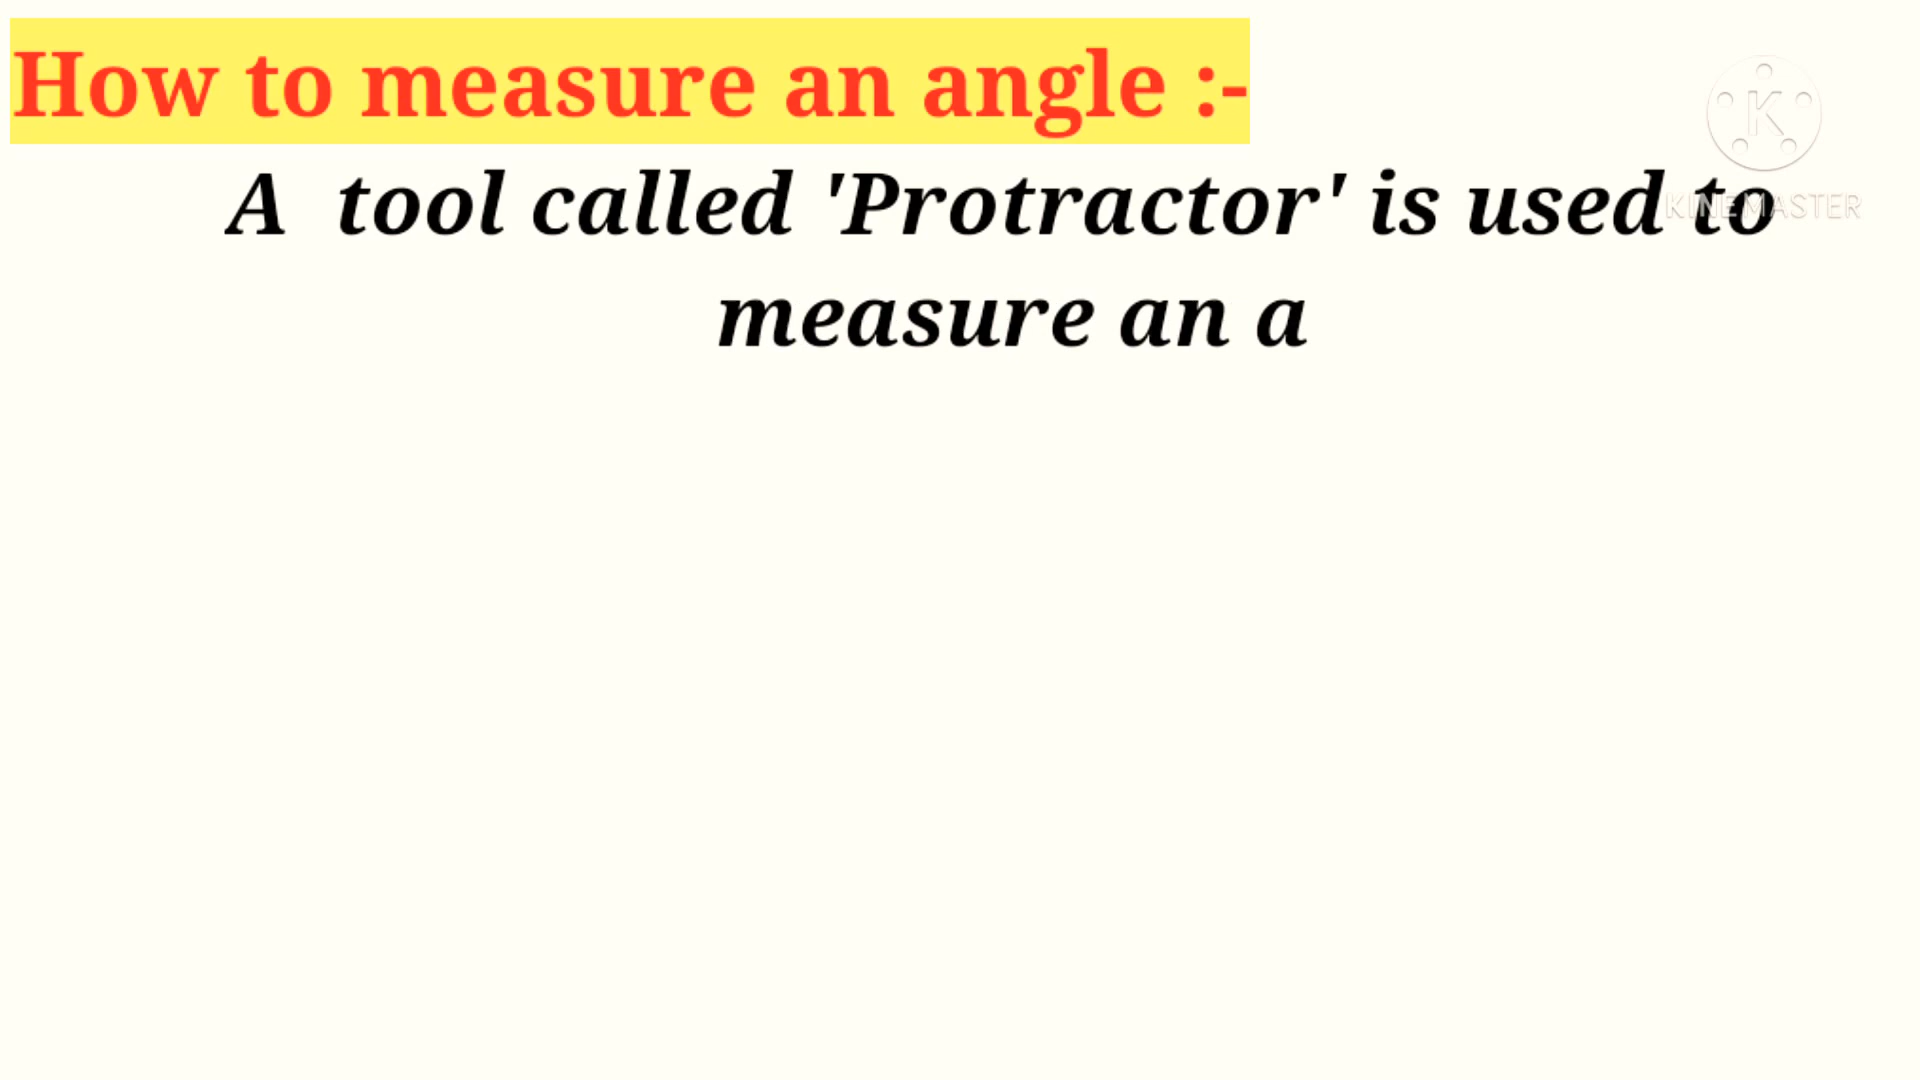 How to measure an angle :-
A tool called 'Protractor' is used to
measure an a
K
KINEMASTER